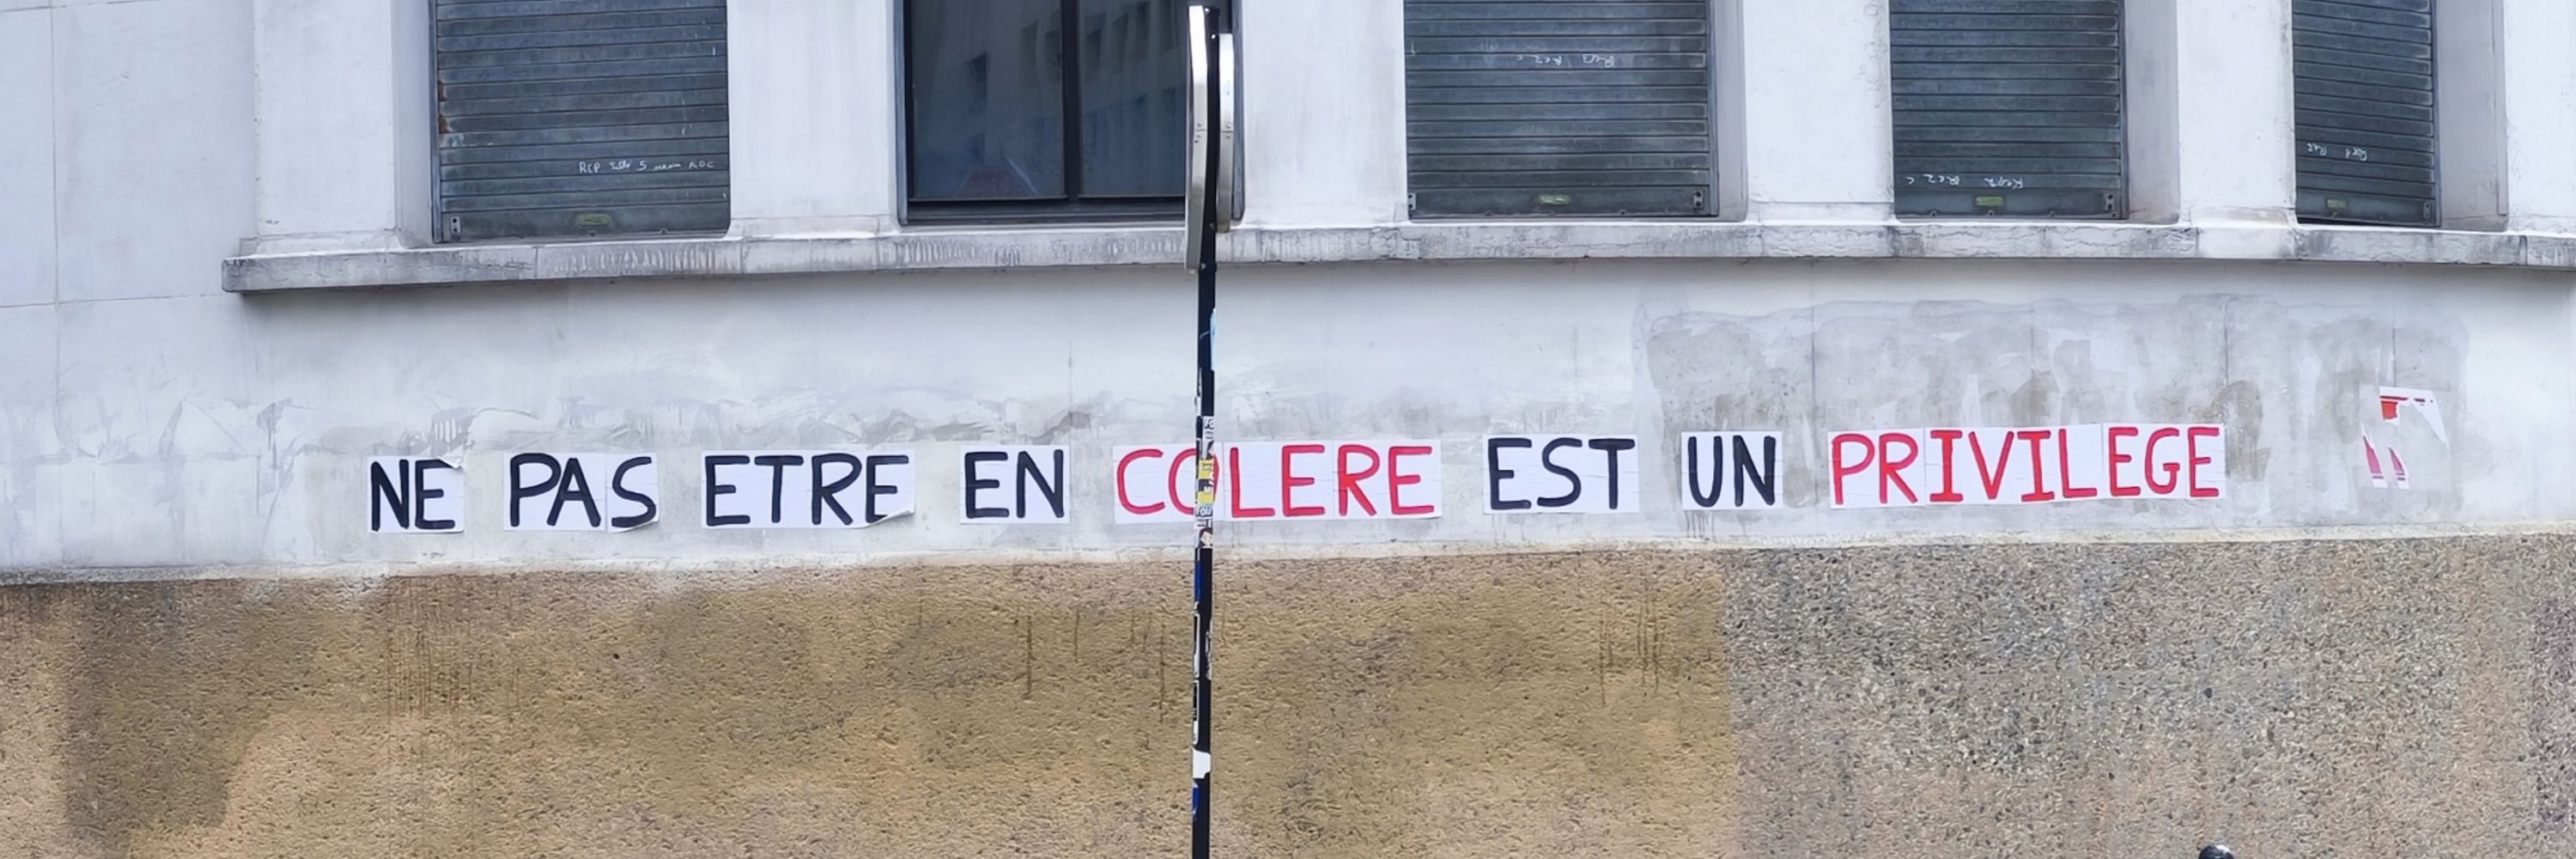 NE PAS ETRE EN COLERE EST UN PRIVILEGE